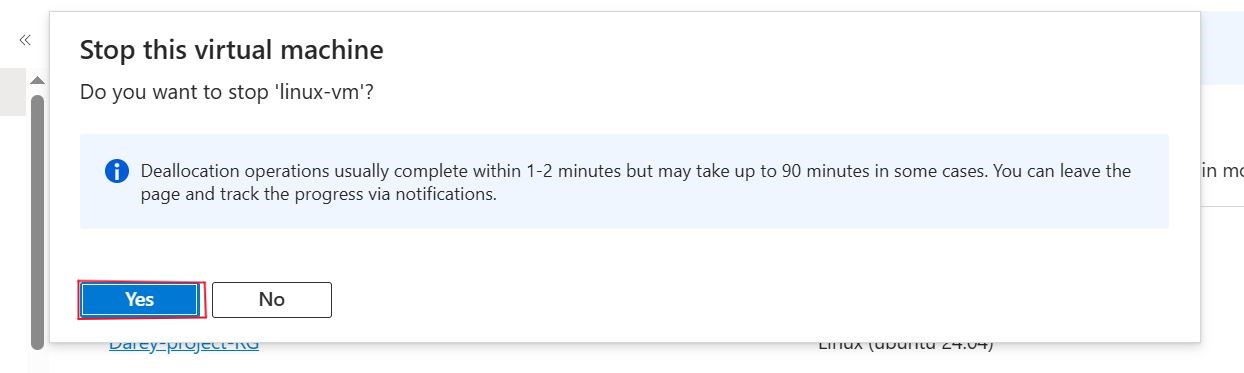 «
Stop this virtual machine
Do you want to stop 'linux-vm'?
Deallocation operations usually complete within 1-2 minutes but may take up to 90 minutes in some cases. You can leave the
page and track the progress via notifications.
in mo
Yes No
Darey-project-RG Linux (ubuntu 24.04)